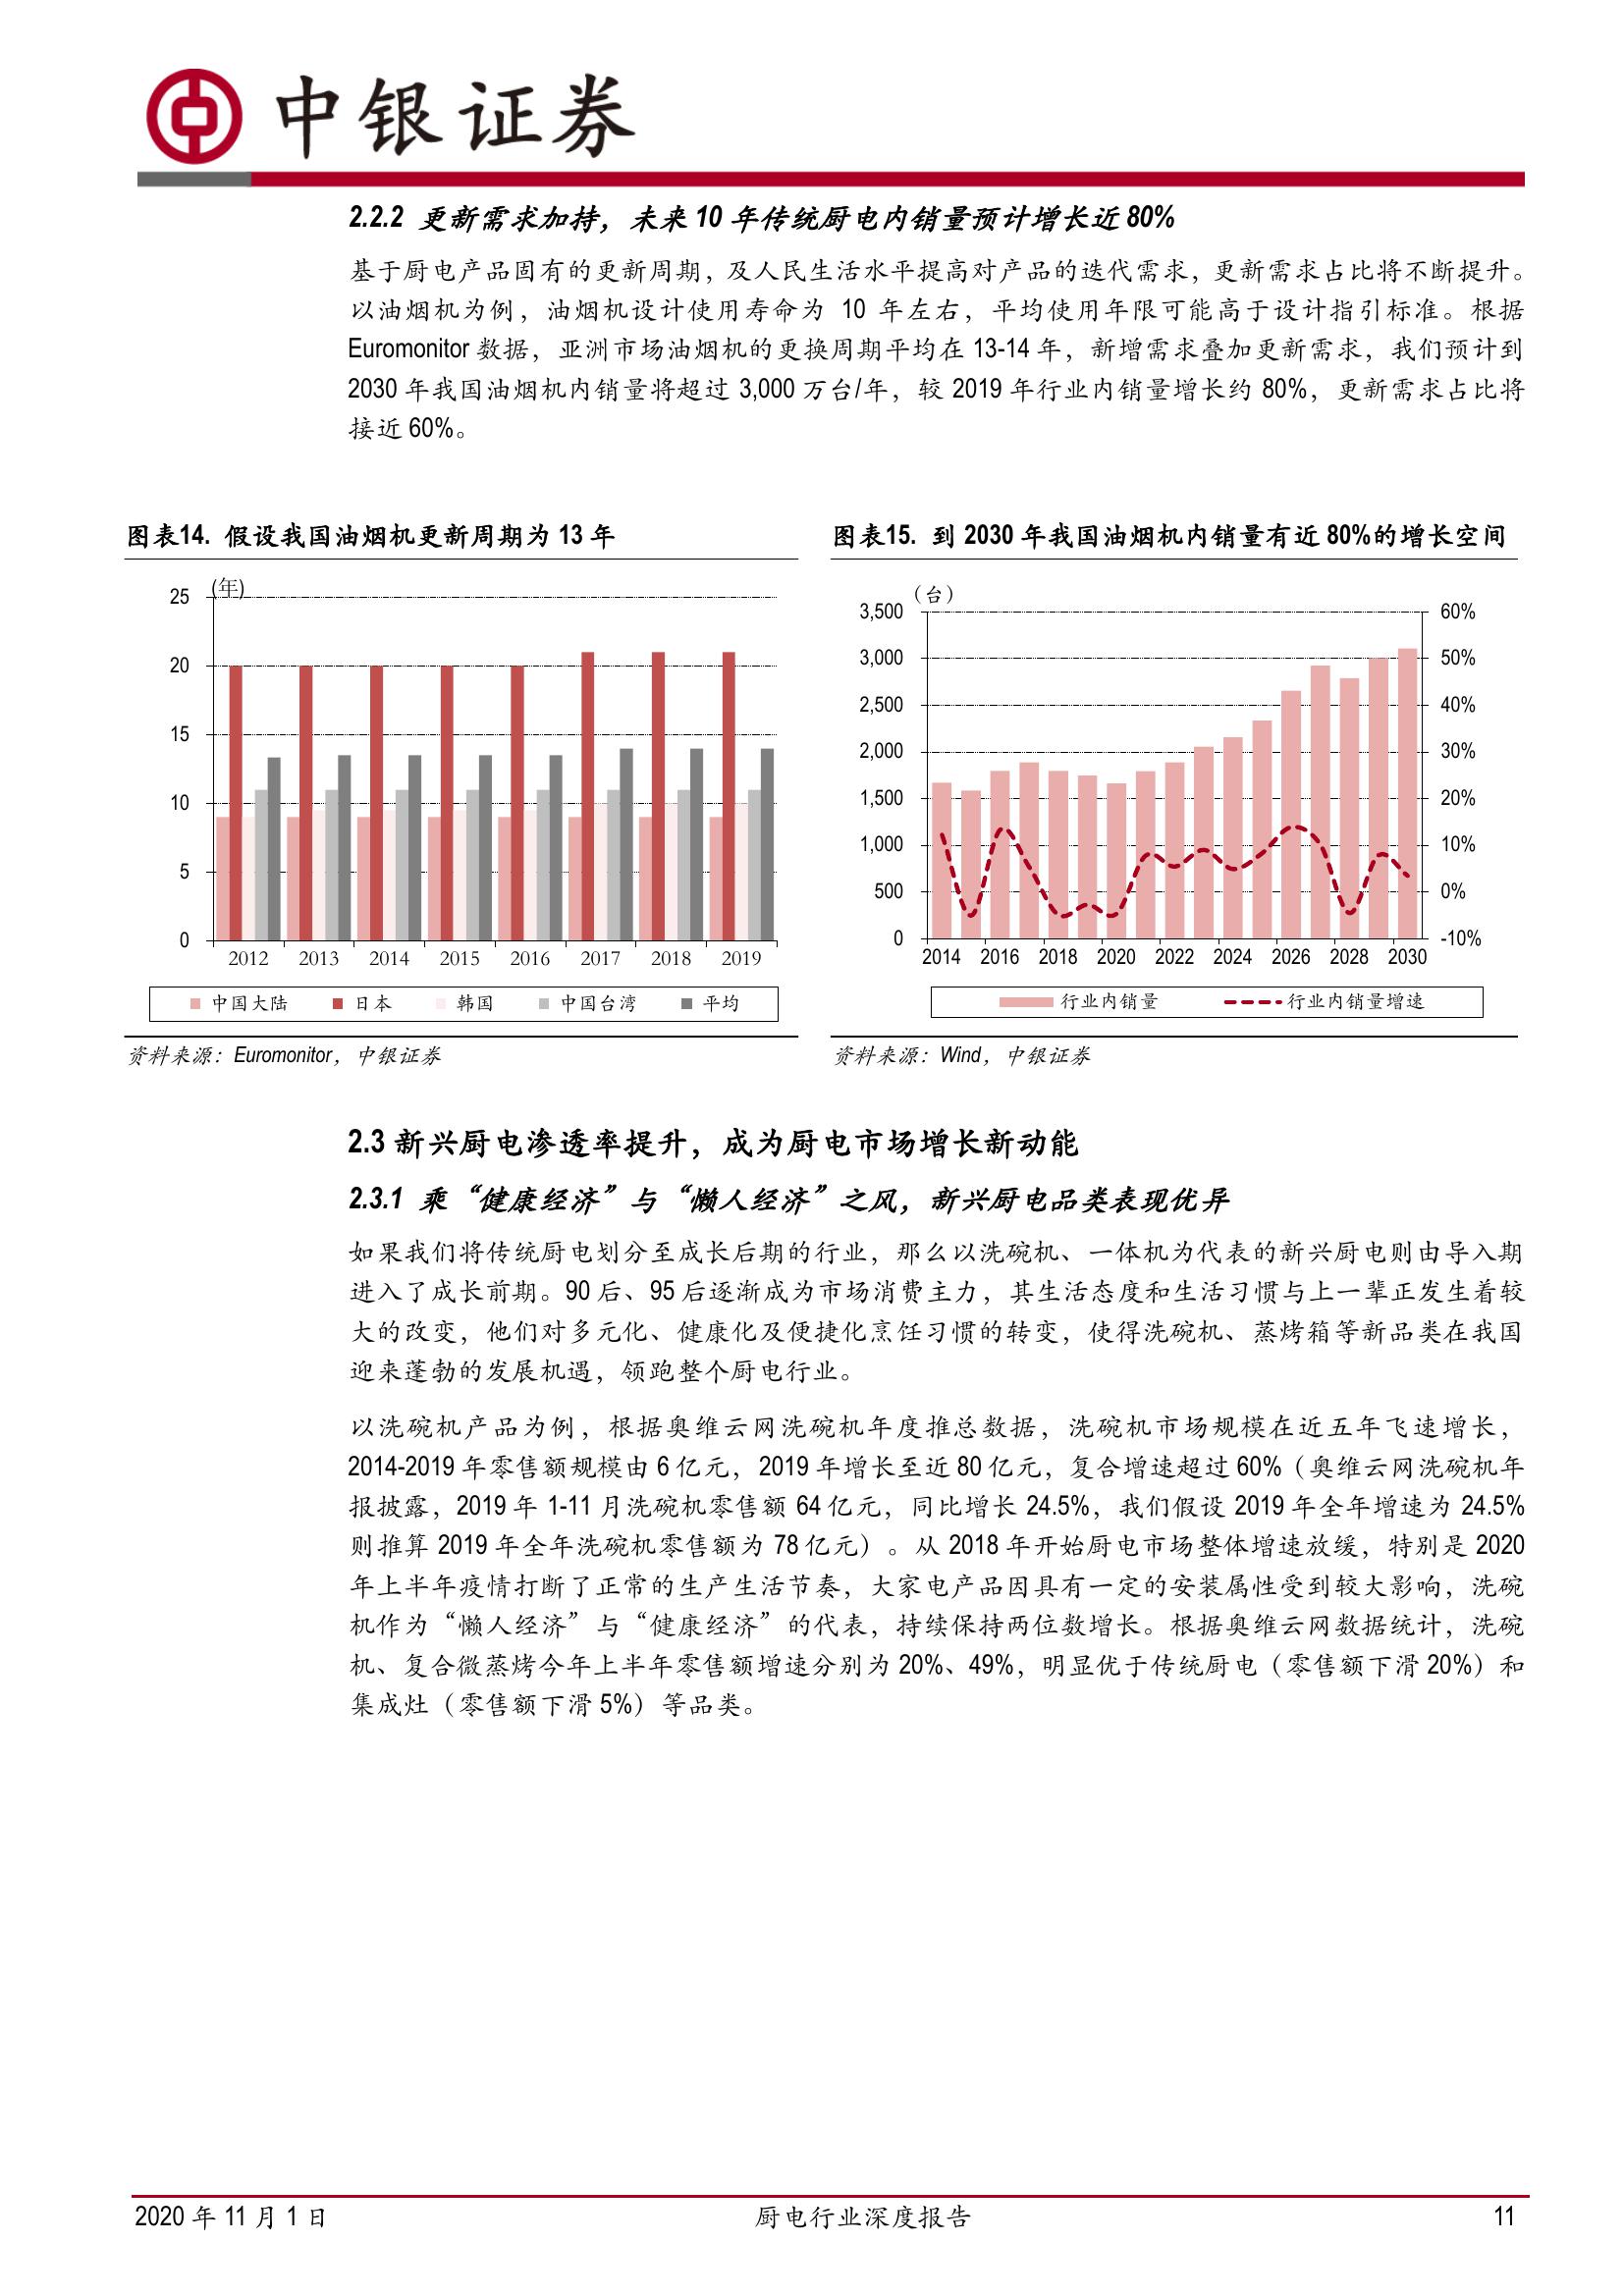 中银证券
2.2.2 更新需求加持，未来 10 年传统厨电内销量预计增长近 80%
基于厨电产品固有的更新周期，及人民生活水平提高对产品的迭代需求，更新需求占比将不断提升。
以油烟机为例，油烟机设计使用寿命为 10 年左右，平均使用年限可能高于设计指引标准。根据
Euromonitor 数据，亚洲市场油烟机的更换周期平均在 13-14 年，新增需求叠加更新需求，我们预计到
2030 年我国油烟机内销量将超过 3,000 万台/年，较 2019 年行业内销量增长约 80%，更新需求占比将
接近 60%。
图表14. 假设我国油烟机更新周期为 13 年
(年)
25
20
15
10
5
0
2012 2013 2014 2015 2016 2017 2018 2019
中国大陆 日本 韩国 中国台湾 平均
资料来源：Euromonitor，中银证券
图表15. 到 2030 年我国油烟机内销量有近 80%的增长空间
（台）
3,500 60%
3,000 50%
2,500 40%
2,000 30%
1,500 20%
1,000 10%
500 0%
0 -10%
2014 2016 2018 2020 2022 2024 2026 2028 2030
行业内销量 行业内销量增速
资料来源：Wind，中银证券
2.3 新兴厨电渗透率提升，成为厨电市场增长新动能
2.3.1 乘“健康经济”与“懒人经济”之风，新兴厨电品类表现优异
如果我们将传统厨电划分至成长后期的行业，那么以洗碗机、一体机为代表的新兴厨电则由导入期
进入了成长前期。90 后、95 后逐渐成为市场消费主力，其生活态度和生活习惯与上一辈正发生着较
大的改变，他们对多元化、健康化及便捷化烹饪习惯的转变，使得洗碗机、蒸烤箱等新品类在我国
迎来蓬勃的发展机遇，领跑整个厨电行业。
以洗碗机产品为例，根据奥维云网洗碗机年度推总数据，洗碗机市场规模在近五年飞速增长，
2014-2019 年零售额规模由 6 亿元，2019 年增长至近 80 亿元，复合增速超过 60%（奥维云网洗碗机年
报披露，2019 年 1-11 月洗碗机零售额 64 亿元，同比增长 24.5%，我们假设 2019 年全年增速为 24.5%
则推算 2019 年全年洗碗机零售额为 78 亿元）。从 2018 年开始厨电市场整体增速放缓，特别是 2020
年上半年疫情打断了正常的生产生活节奏，大家电产品因具有一定的安装属性受到较大影响，洗碗
机作为“懒人经济”与“健康经济”的代表，持续保持两位数增长。根据奥维云网数据统计，洗碗
机、复合微蒸烤今年上半年零售额增速分别为 20%、49%，明显优于传统厨电（零售额下滑 20%）和
集成灶（零售额下滑 5%）等品类。
2020 年 11 月 1 日 厨电行业深度报告 11